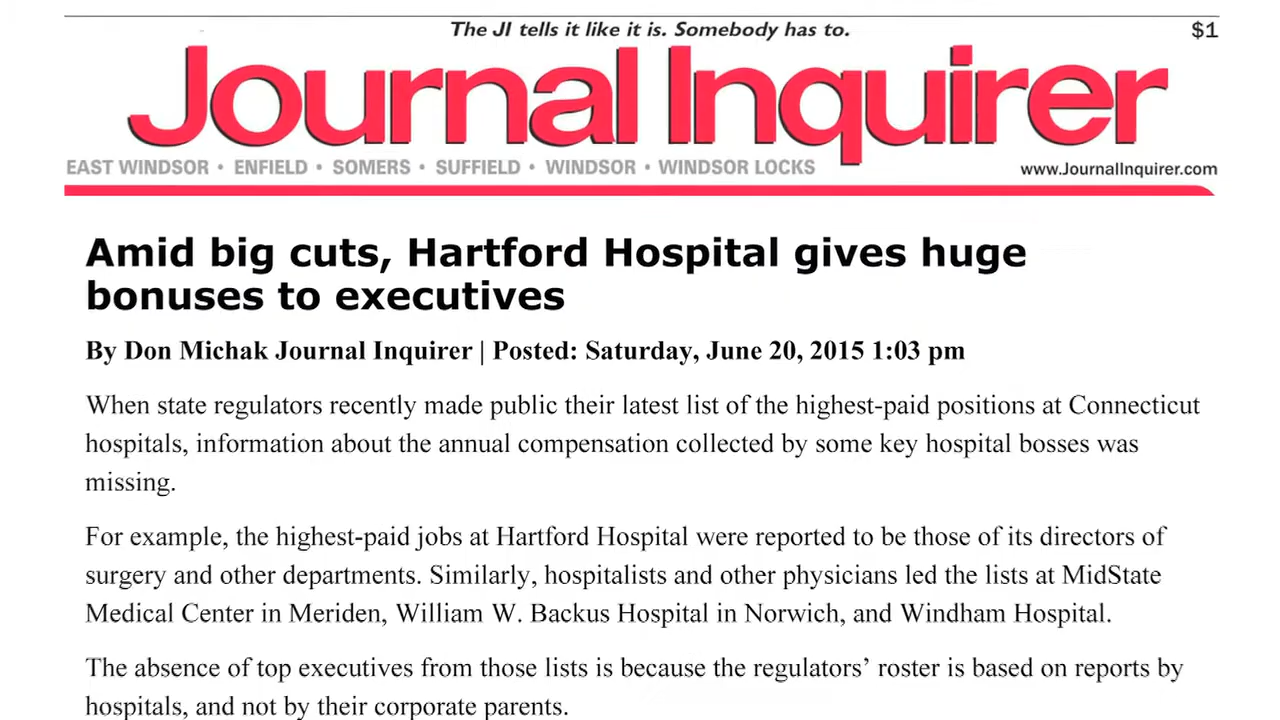 The JI tells it like it is. Somebody has to.
$1
Journal Inquirer
EAST WINDSOR • ENFIELD • SOMERS • SUFFIELD • WINDSOR • WINDSOR LOCKS
www.JournalInquirer.com
Amid big cuts, Hartford Hospital gives huge
bonuses to executives
By Don Michak Journal Inquirer | Posted: Saturday, June 20, 2015 1:03 pm
When state regulators recently made public their latest list of the highest-paid positions at Connecticut
hospitals, information about the annual compensation collected by some key hospital bosses was
missing.
For example, the highest-paid jobs at Hartford Hospital were reported to be those of its directors of
surgery and other departments. Similarly, hospitalists and other physicians led the lists at MidState
Medical Center in Meriden, William W. Backus Hospital in Norwich, and Windham Hospital.
The absence of top executives from those lists is because the regulators’ roster is based on reports by
hospitals, and not by their corporate parents.